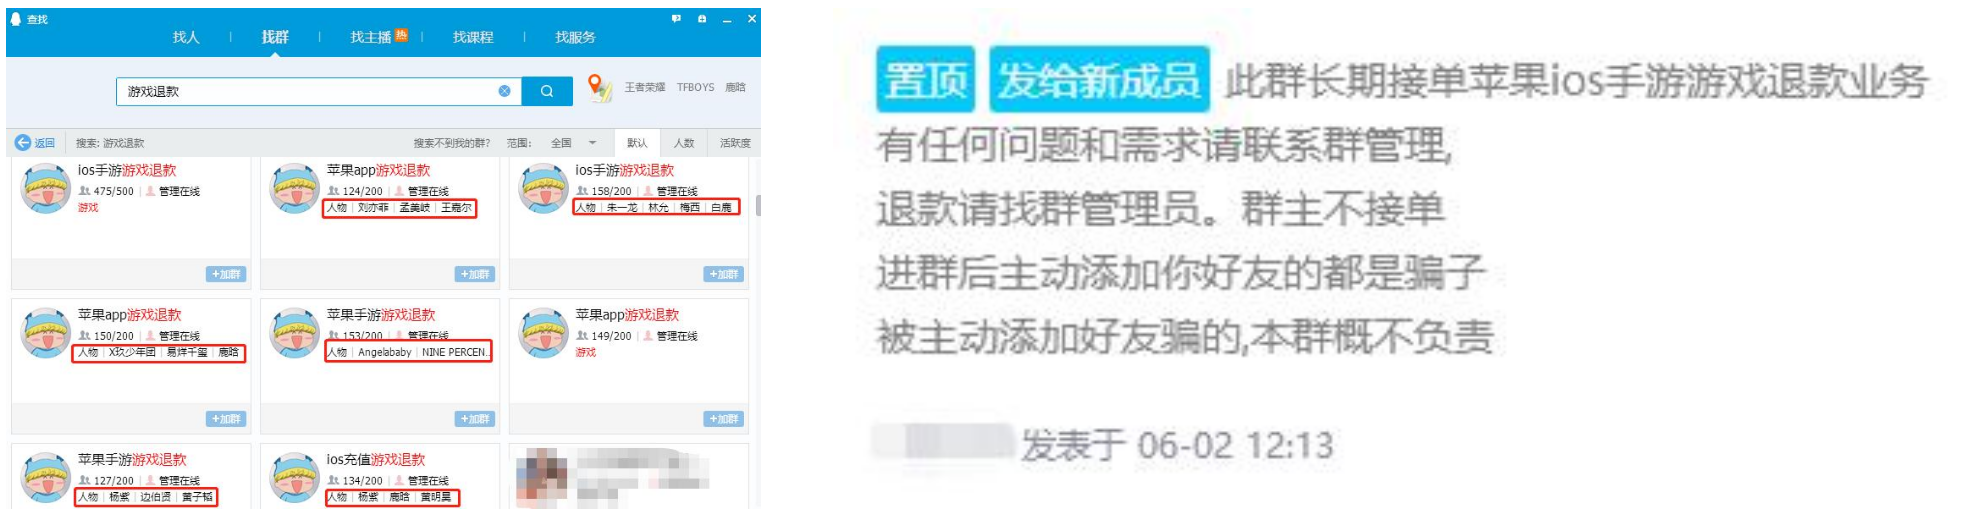 查找
找人
找群
找主播
热
找课程
找服务
游戏退款
王者荣耀 TFBOYS 鹿晗
返回
搜索: 游戏退款
搜索不到我的群?
范围: 全国
默认
人数
活跃度
ios手游游戏退款
475/500 管理在线
游戏
+加群
苹果app游戏退款
124/200 管理在线
人物 | 刘亦菲 | 孟美岐 | 王嘉尔
+加群
ios手游游戏退款
158/200 管理在线
人物 | 朱一龙 | 林允 | 梅西 | 白鹿
+加群
苹果app游戏退款
150/200 管理在线
人物 | X玖少年团 | 易烊千玺 | 鹿晗
+加群
苹果手游游戏退款
153/200 管理在线
人物 | Angelababy | NINE PERCEN...
+加群
苹果app游戏退款
149/200 管理在线
游戏
+加群
苹果手游游戏退款
127/200 管理在线
人物 | 杨紫 | 边伯贤 | 黄子韬
ios充值游戏退款
134/200 管理在线
人物 | 杨紫 | 鹿晗 | 黄明昊
置顶 发给新成员 此群长期接单苹果ios手游游戏退款业务
有任何问题和需求请联系群管理,
退款请找群管理员。群主不接单
进群后主动添加你好友的都是骗子
被主动添加好友骗的,本群概不负责
发表于 06-02 12:13